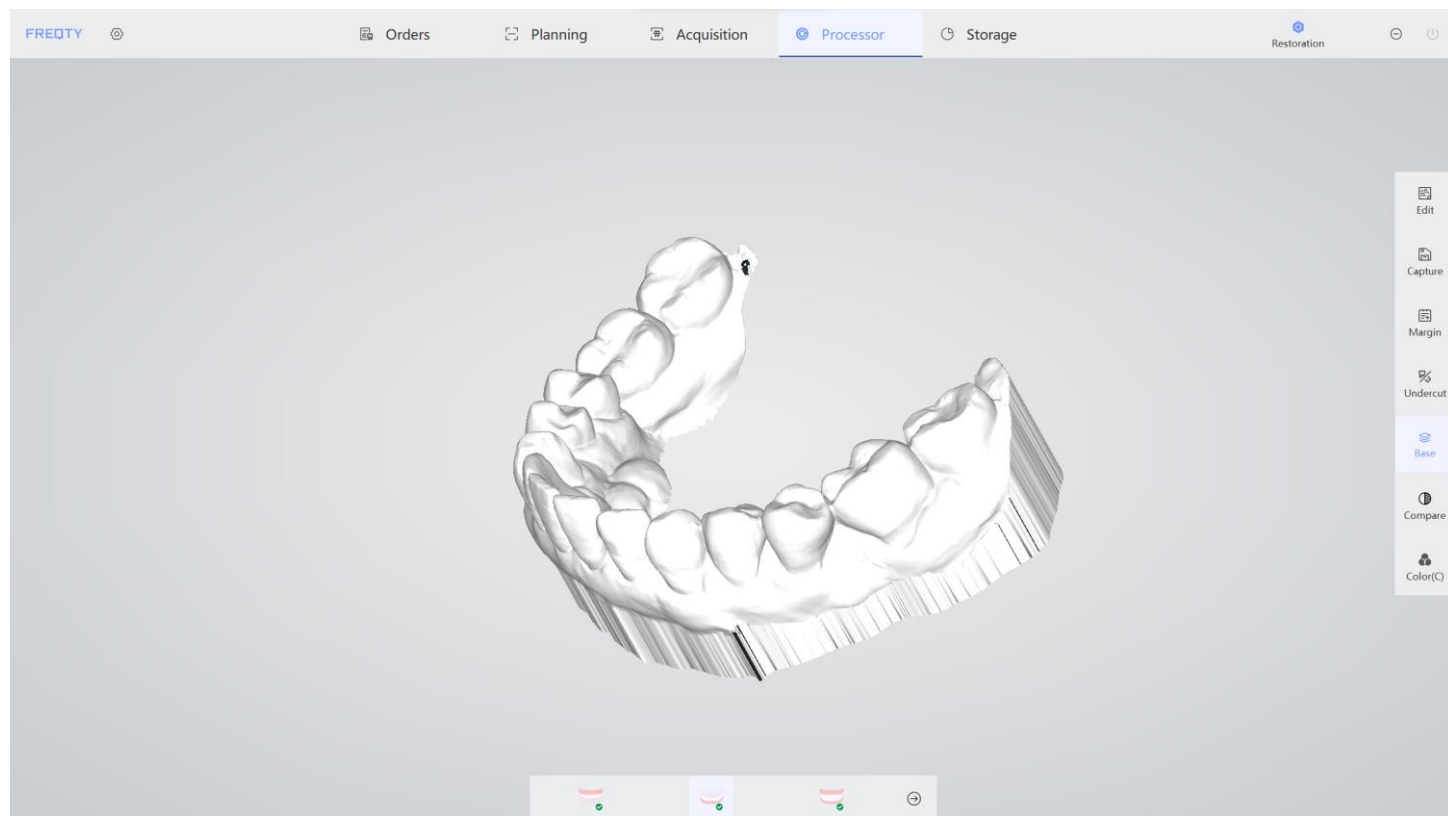 FREQTY
Orders
Planning
Acquisition
Processor
Storage
Restoration
Edit
Capture
Margin
Undercut
Base
Compare
Color(C)